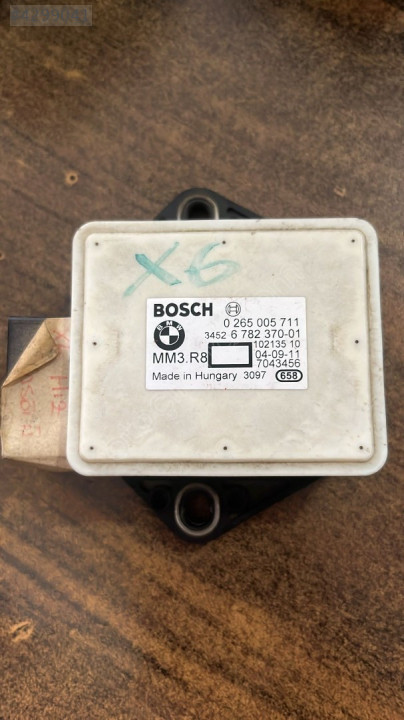 X6
BOSCH
0 265 005 711
BMW
3452 6 782 370-01
102135 10
MM3.R8
04-09-11
7043456
Made in Hungary 3097 658